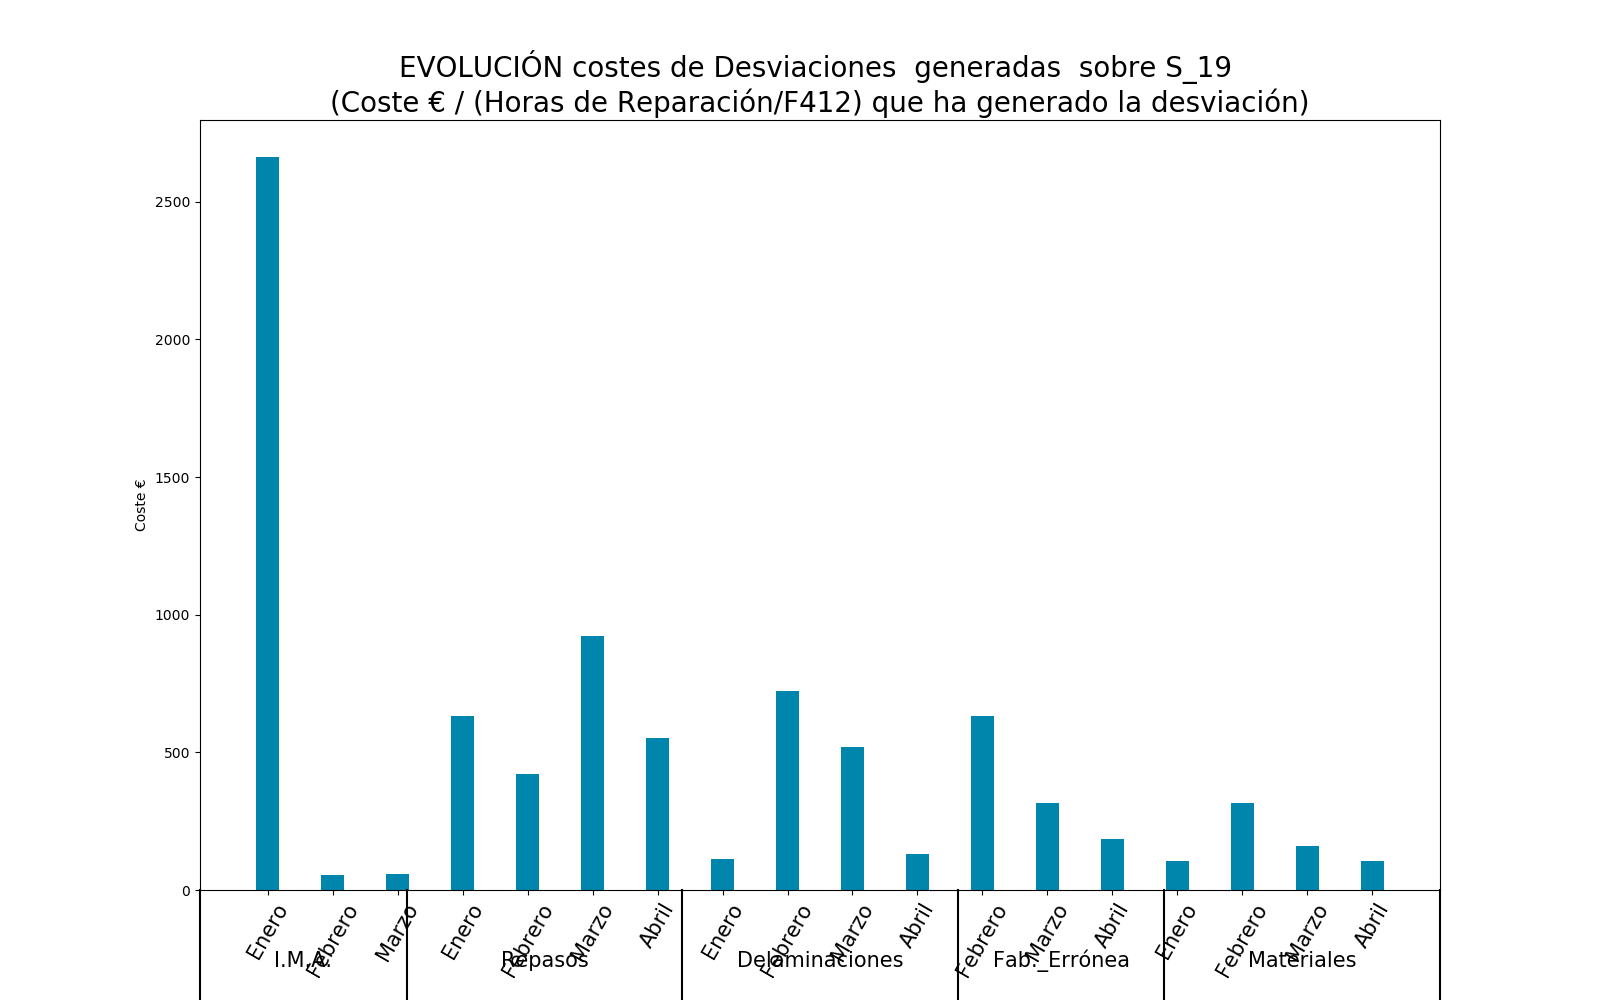 EVOLUCIÓN costes de Desviaciones  generadas  sobre S_19
(Coste € / (Horas de Reparación/F412) que ha generado la desviación)
2500
2000
1500
1000
500
0
Coste €
Enero Febrero Marzo Enero Febrero Marzo Abril Enero Febrero Marzo Abril Febrero Marzo Abril Enero Febrero Marzo Abril
Repasos Delaminaciones Fab._Errónea Materiales